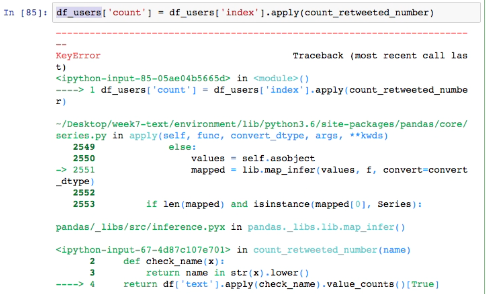 In [85]: df_users['count'] = df_users['index'].apply(count_retweeted_number)
---------------------------------------------------------------------------
KeyError                                  Traceback (most recent call las
t)
<ipython-input-85-05ae04b5665d> in <module>()
----> 1 df_users['count'] = df_users['index'].apply(count_retweeted_numbe
r)
~/Desktop/week7-text/environment/lib/python3.6/site-packages/pandas/core/
series.py in apply(self, func, convert_dtype, args, **kwds)
   2549             else:
   2550                 values = self.asobject
-> 2551                 mapped = lib.map_infer(values, f, convert=convert
_dtype)
   2552
   2553         if len(mapped) and isinstance(mapped[0], Series):
pandas/_libs/src/inference.pyx in pandas._libs.lib.map_infer()
<ipython-input-67-4d87c107e701> in count_retweeted_number(name)
      2     def check_name(x):
      3         return name in str(x).lower()
----> 4     return df['text'].apply(check_name).value_counts()[True]